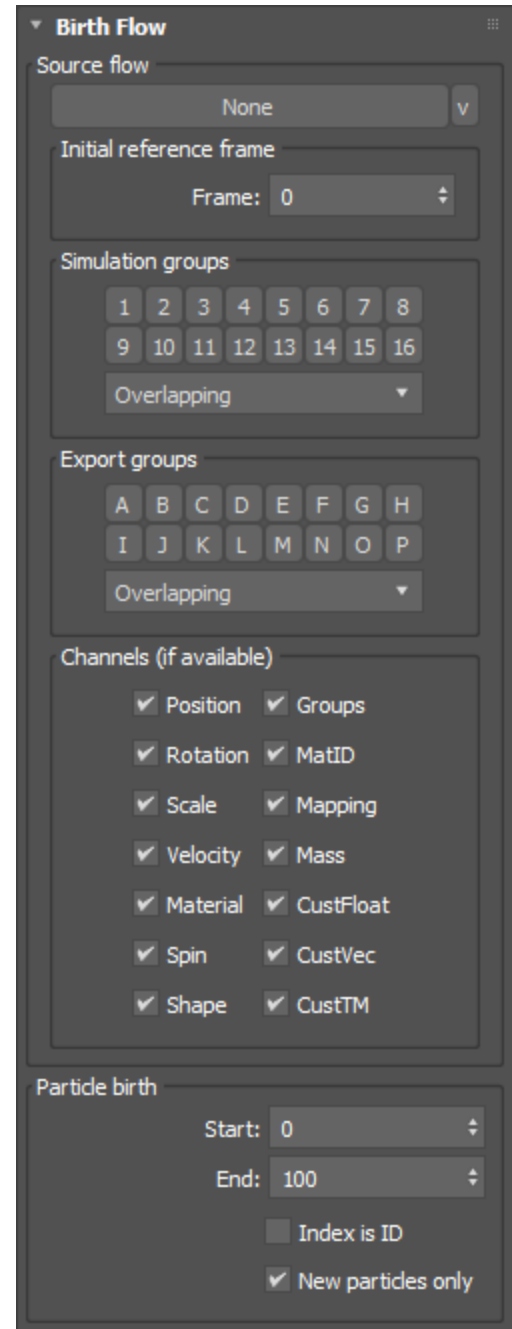 Birth Flow
Source flow
None v
Initial reference frame
Frame: 0
Simulation groups
1 2 3 4 5 6 7 8
9 10 11 12 13 14 15 16
Overlapping
Export groups
A B C D E F G H
I J K L M N O P
Overlapping
Channels (if available)
Position Groups
Rotation MatID
Scale Mapping
Velocity Mass
Material CustFloat
Spin CustVec
Shape CustTM
Particle birth
Start: 0
End: 100
Index is ID
New particles only